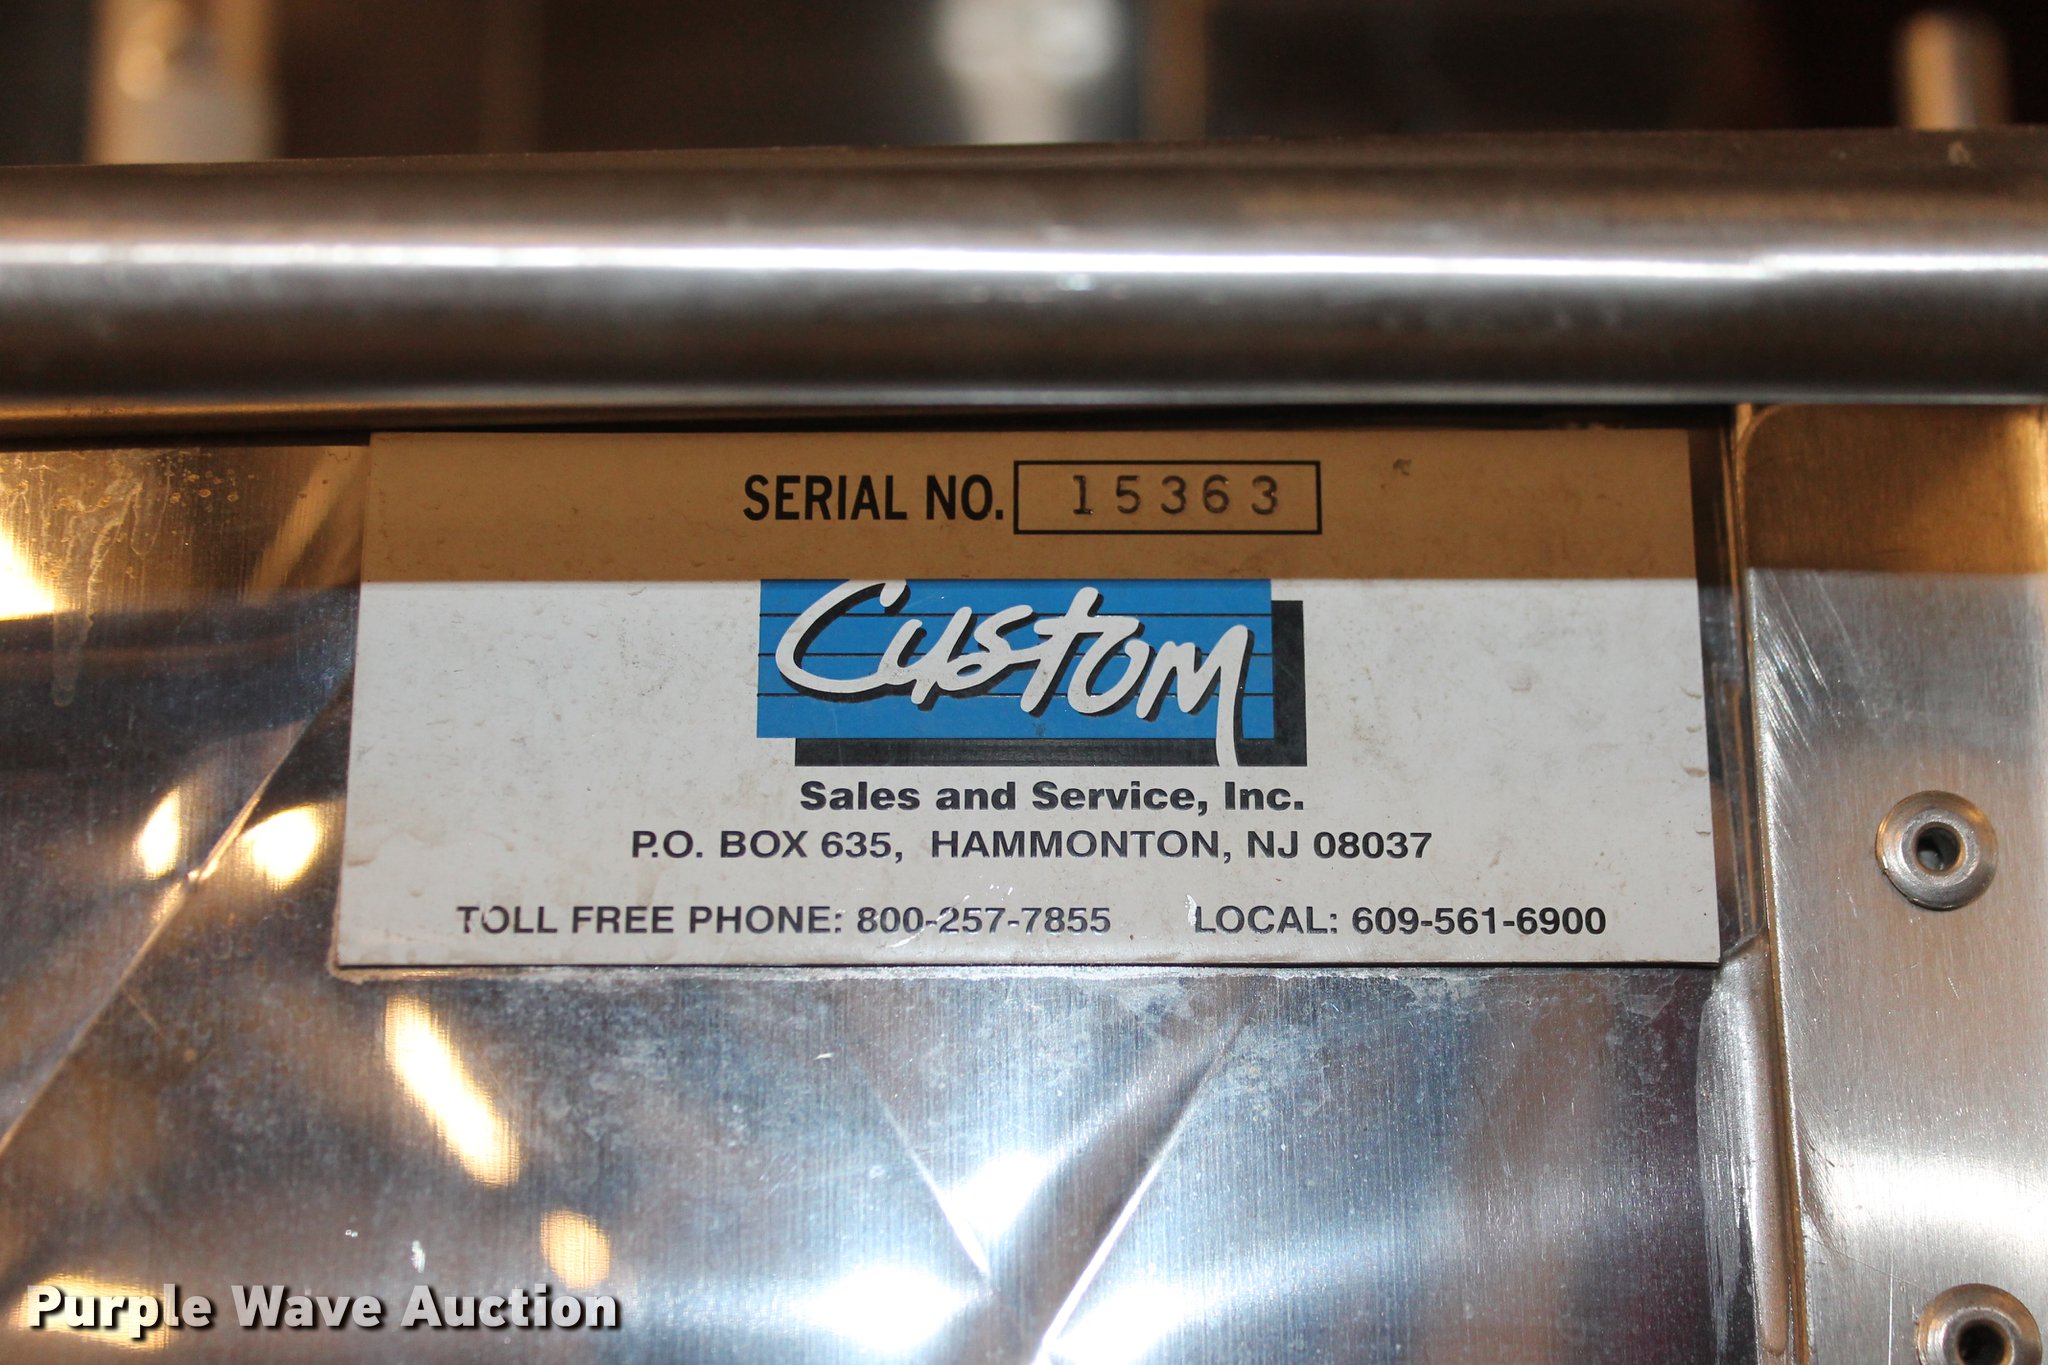 SERIAL NO. 15363
Custom
Sales and Service, Inc.
P.O. BOX 635, HAMMONTON, NJ 08037
TOLL FREE PHONE: 800-257-7855 LOCAL: 609-561-6900
Purple Wave Auction